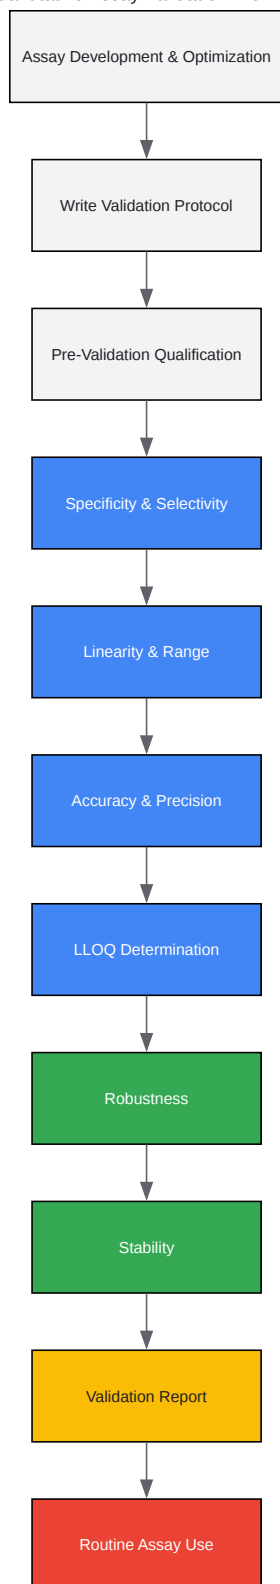 Assay Development & Optimization
Write Validation Protocol
Pre-Validation Qualification
Specificity & Selectivity
Linearity & Range
Accuracy & Precision
LLOQ Determination
Robustness
Stability
Validation Report
Routine Assay Use